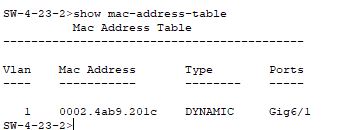 SW-4-23-2>show mac-address-table
Mac Address Table
-------------------------------------------
Vlan Mac Address Type Ports
---- ----------- -------- -----
1 0002.4ab9.201c DYNAMIC Gig6/1
SW-4-23-2>